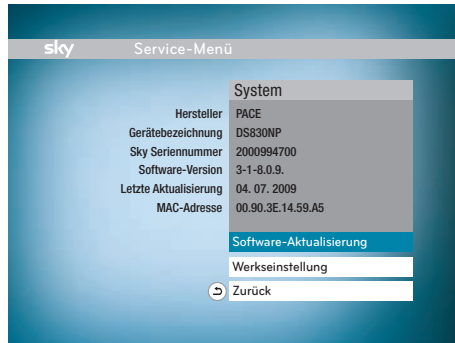 sky Service-Menü
System
Hersteller PACE
Gerätebezeichnung DS830NP
Sky Seriennummer 2000994700
Software-Version 3-1-8.0.9.
Letzte Aktualisierung 04. 07. 2009
MAC-Adresse 00.90.3E.14.59.A5
Software-Aktualisierung
Werkseinstellung
Zurück